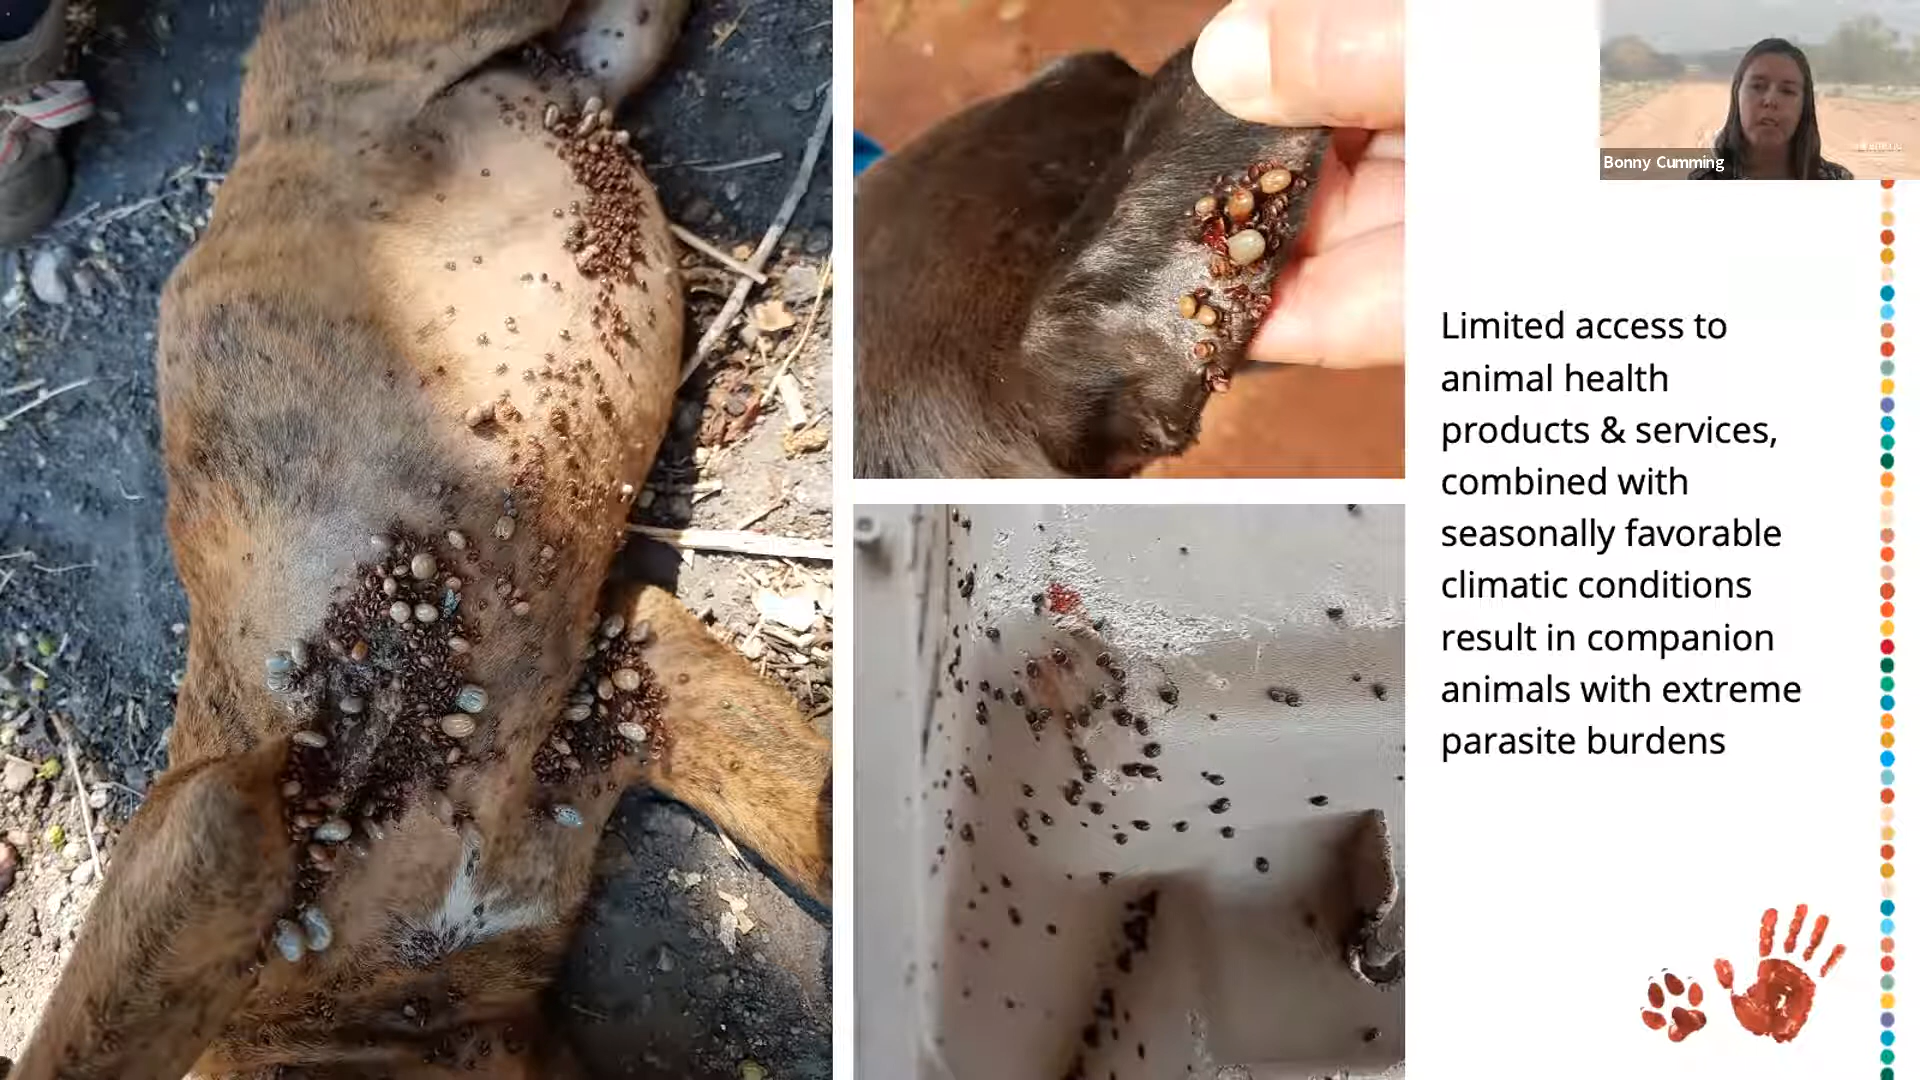 Bonny Cumming
Limited access to
animal health
products & services,
combined with
seasonally favorable
climatic conditions
result in companion
animals with extreme
parasite burdens